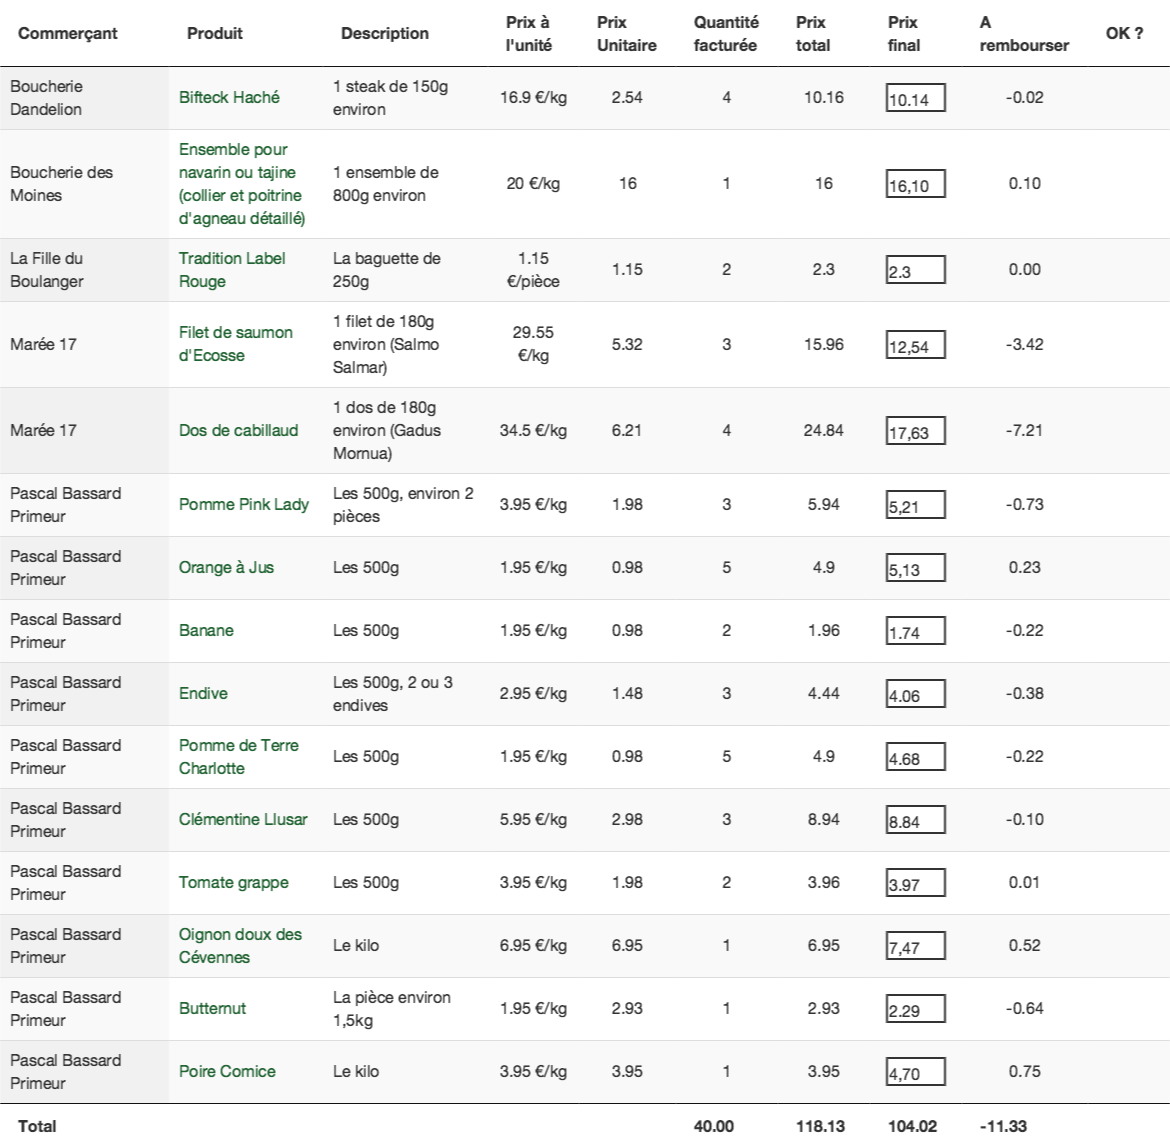 Commerçant Produit Description Prix à l'unité Prix Unitaire Quantité facturée Prix total Prix final A rembourser OK ?
Boucherie Dandelion Bifteck Haché 1 steak de 150g environ 16.9 €/kg 2.54 4 10.16 10.14 -0.02
Boucherie des Moines Ensemble pour navarin ou tajine (collier et poitrine d'agneau détaillé) 1 ensemble de 800g environ 20 €/kg 16 1 16 16,10 0.10
La Fille du Boulanger Tradition Label Rouge La baguette de 250g 1.15 €/pièce 1.15 2 2.3 2.3 0.00
Marée 17 Filet de saumon d'Ecosse 1 filet de 180g environ (Salmo Salmar) 29.55 €/kg 5.32 3 15.96 12,54 -3.42
Marée 17 Dos de cabillaud 1 dos de 180g environ (Gadus Mornua) 34.5 €/kg 6.21 4 24.84 17,63 -7.21
Pascal Bassard Primeur Pomme Pink Lady Les 500g, environ 2 pièces 3.95 €/kg 1.98 3 5.94 5,21 -0.73
Pascal Bassard Primeur Orange à Jus Les 500g 1.95 €/kg 0.98 5 4.9 5,13 0.23
Pascal Bassard Primeur Banane Les 500g 1.95 €/kg 0.98 2 1.96 1.74 -0.22
Pascal Bassard Primeur Endive Les 500g, 2 ou 3 endives 2.95 €/kg 1.48 3 4.44 4.06 -0.38
Pascal Bassard Primeur Pomme de Terre Charlotte Les 500g 1.95 €/kg 0.98 5 4.9 4.68 -0.22
Pascal Bassard Primeur Clémentine Llusar Les 500g 5.95 €/kg 2.98 3 8.94 8.84 -0.10
Pascal Bassard Primeur Tomate grappe Les 500g 3.95 €/kg 1.98 2 3.96 3.97 0.01
Pascal Bassard Primeur Oignon doux des Cévennes Le kilo 6.95 €/kg 6.95 1 6.95 7,47 0.52
Pascal Bassard Primeur Butternut La pièce environ 1,5kg 1.95 €/kg 2.93 1 2.93 2.29 -0.64
Pascal Bassard Primeur Poire Comice Le kilo 3.95 €/kg 3.95 1 3.95 4,70 0.75
Total 40.00 118.13 104.02 -11.33